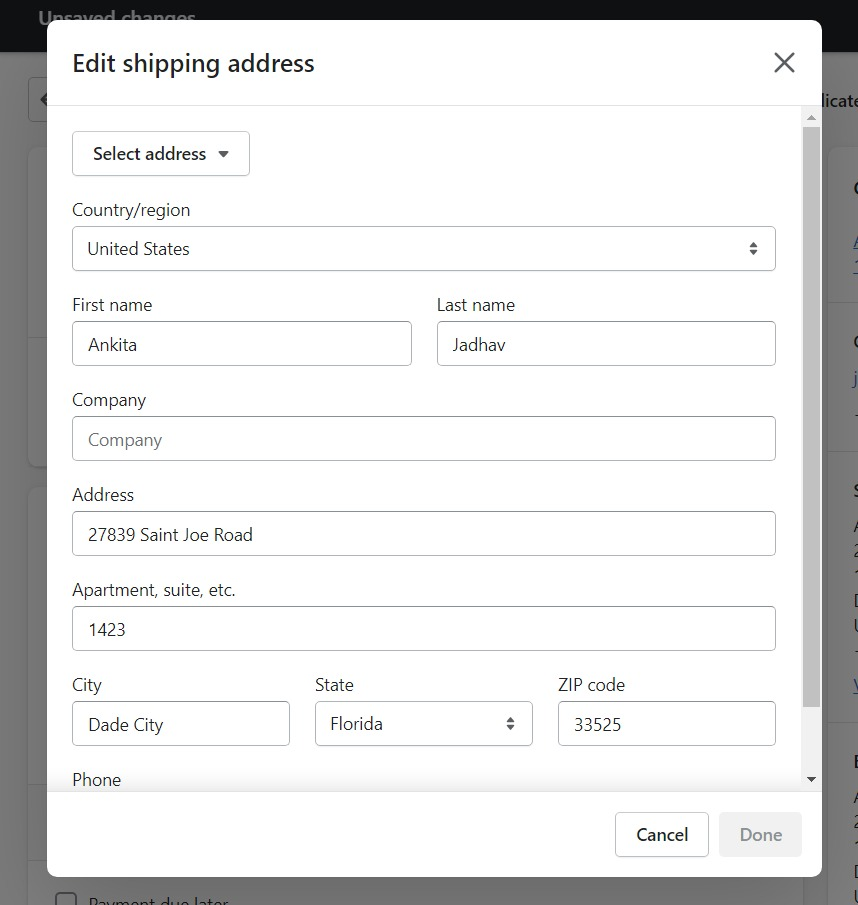 Unsaved changes
Edit shipping address
Select address
Country/region
United States
First name Last name
Ankita Jadhav
Company
Company
Address
27839 Saint Joe Road
Apartment, suite, etc.
1423
City State ZIP code
Dade City Florida 33525
Phone
Cancel Done
Payment due later